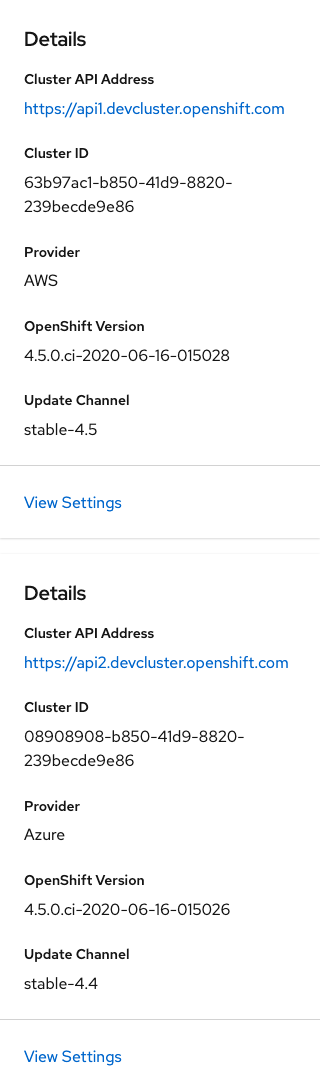 Details
Cluster API Address
https://api1.devcluster.openshift.com
Cluster ID
63b97ac1-b850-41d9-8820-
239becde9e86
Provider
AWS
OpenShift Version
4.5.0.ci-2020-06-16-015028
Update Channel
stable-4.5
View Settings
Details
Cluster API Address
https://api2.devcluster.openshift.com
Cluster ID
08908908-b850-41d9-8820-
239becde9e86
Provider
Azure
OpenShift Version
4.5.0.ci-2020-06-16-015026
Update Channel
stable-4.4
View Settings